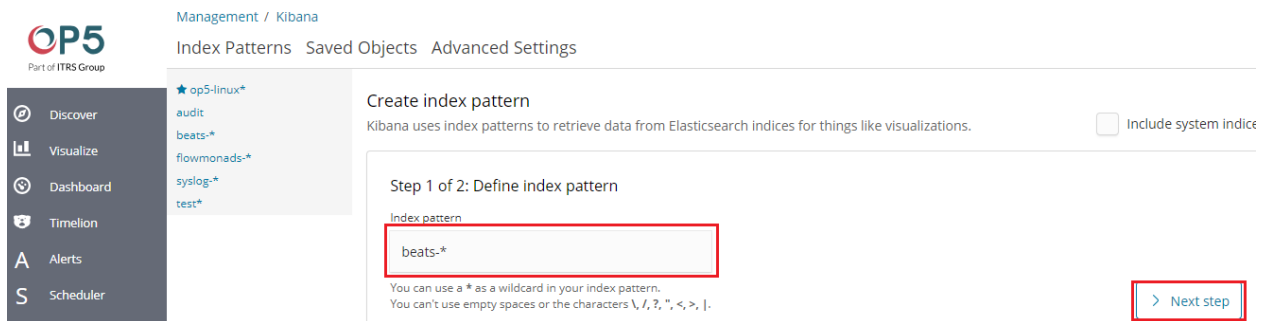 OP5
Part of ITRS Group
Discover
Visualize
Dashboard
Timelion
A Alerts
S Scheduler
Management / Kibana
Index Patterns Saved Objects Advanced Settings
★ op5-linux*
audit
beats-*
flowmonads-*
syslog-*
test*
Create index pattern
Kibana uses index patterns to retrieve data from Elasticsearch indices for things like visualizations.
Include system indice
Step 1 of 2: Define index pattern
Index pattern
beats-*
You can use a * as a wildcard in your index pattern.
You can't use empty spaces or the characters \, /, ?, ", <, >, |.
> Next step